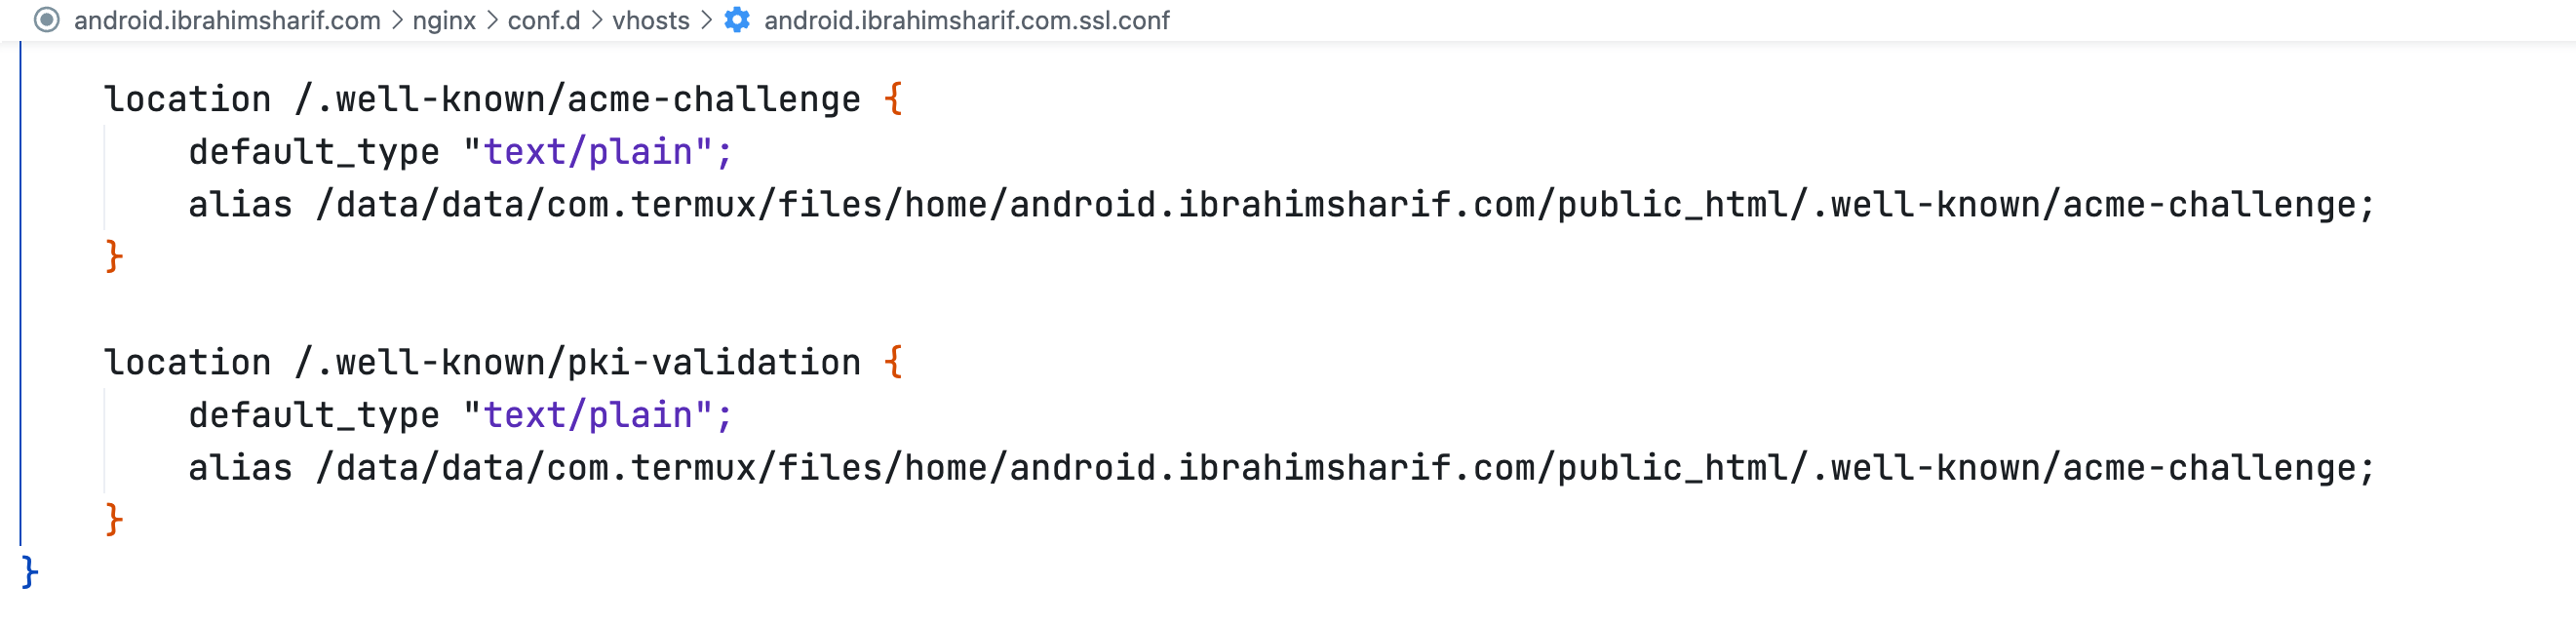 android.ibrahimsharif.com > nginx > conf.d > vhosts > android.ibrahimsharif.com.ssl.conf
location /.well-known/acme-challenge {
default_type "text/plain";
alias /data/data/com.termux/files/home/android.ibrahimsharif.com/public_html/.well-known/acme-challenge;
}
location /.well-known/pki-validation {
default_type "text/plain";
alias /data/data/com.termux/files/home/android.ibrahimsharif.com/public_html/.well-known/acme-challenge;
}
}